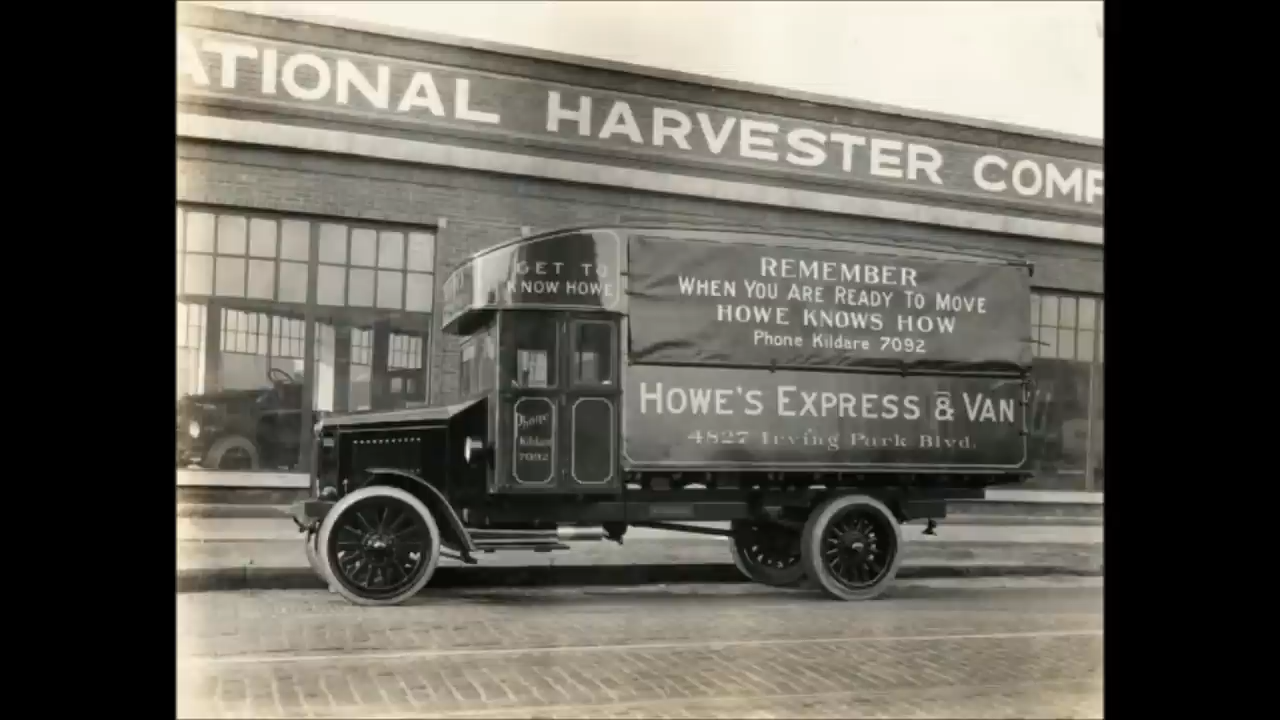 ATIONAL HARVESTER COMP
GET TO
KNOW HOWE
REMEMBER
WHEN YOU ARE READY TO MOVE
HOWE KNOWS HOW
Phone Kildare 7092
HOWE'S EXPRESS & VAN
4827 Irving Park Blvd.
Phone
Kildare
7092